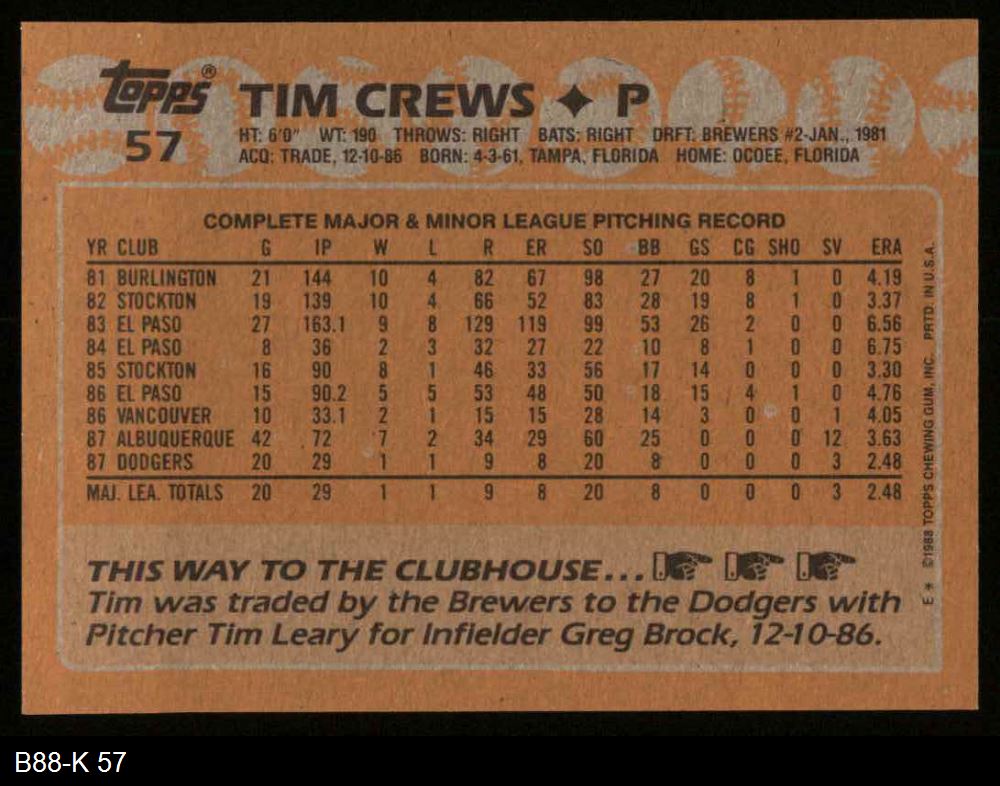 topps®
57
TIM CREWS ✦ P
HT: 6'0" WT: 190 THROWS: RIGHT BATS: RIGHT DRFT: BREWERS #2-JAN., 1981
ACQ: TRADE, 12-10-86 BORN: 4-3-61, TAMPA, FLORIDA HOME: OCOEE, FLORIDA
COMPLETE MAJOR & MINOR LEAGUE PITCHING RECORD
YR CLUB G IP W L R ER SO BB GS CG SHO SV ERA
81 BURLINGTON 21 144 10 4 82 67 98 27 20 8 1 0 4.19
82 STOCKTON 19 139 10 4 66 52 83 28 19 8 1 0 3.37
83 EL PASO 27 163.1 9 8 129 119 99 53 26 2 0 0 6.56
84 EL PASO 8 36 2 3 32 27 22 10 8 1 0 0 6.75
85 STOCKTON 16 90 8 1 46 33 56 17 14 0 0 0 3.30
86 EL PASO 15 90.2 5 5 53 48 50 18 15 4 1 0 4.76
86 VANCOUVER 10 33.1 2 1 15 15 28 14 3 0 0 1 4.05
87 ALBUQUERQUE 42 72 7 2 34 29 60 25 0 0 0 12 3.63
87 DODGERS 20 29 1 1 9 8 20 8 0 0 0 3 2.48
MAJ. LEA. TOTALS 20 29 1 1 9 8 20 8 0 0 0 3 2.48
THIS WAY TO THE CLUBHOUSE...
Tim was traded by the Brewers to the Dodgers with
Pitcher Tim Leary for Infielder Greg Brock, 12-10-86.
E * ©1988 TOPPS CHEWING GUM, INC. PRTD. IN U.S.A.
B88-K 57